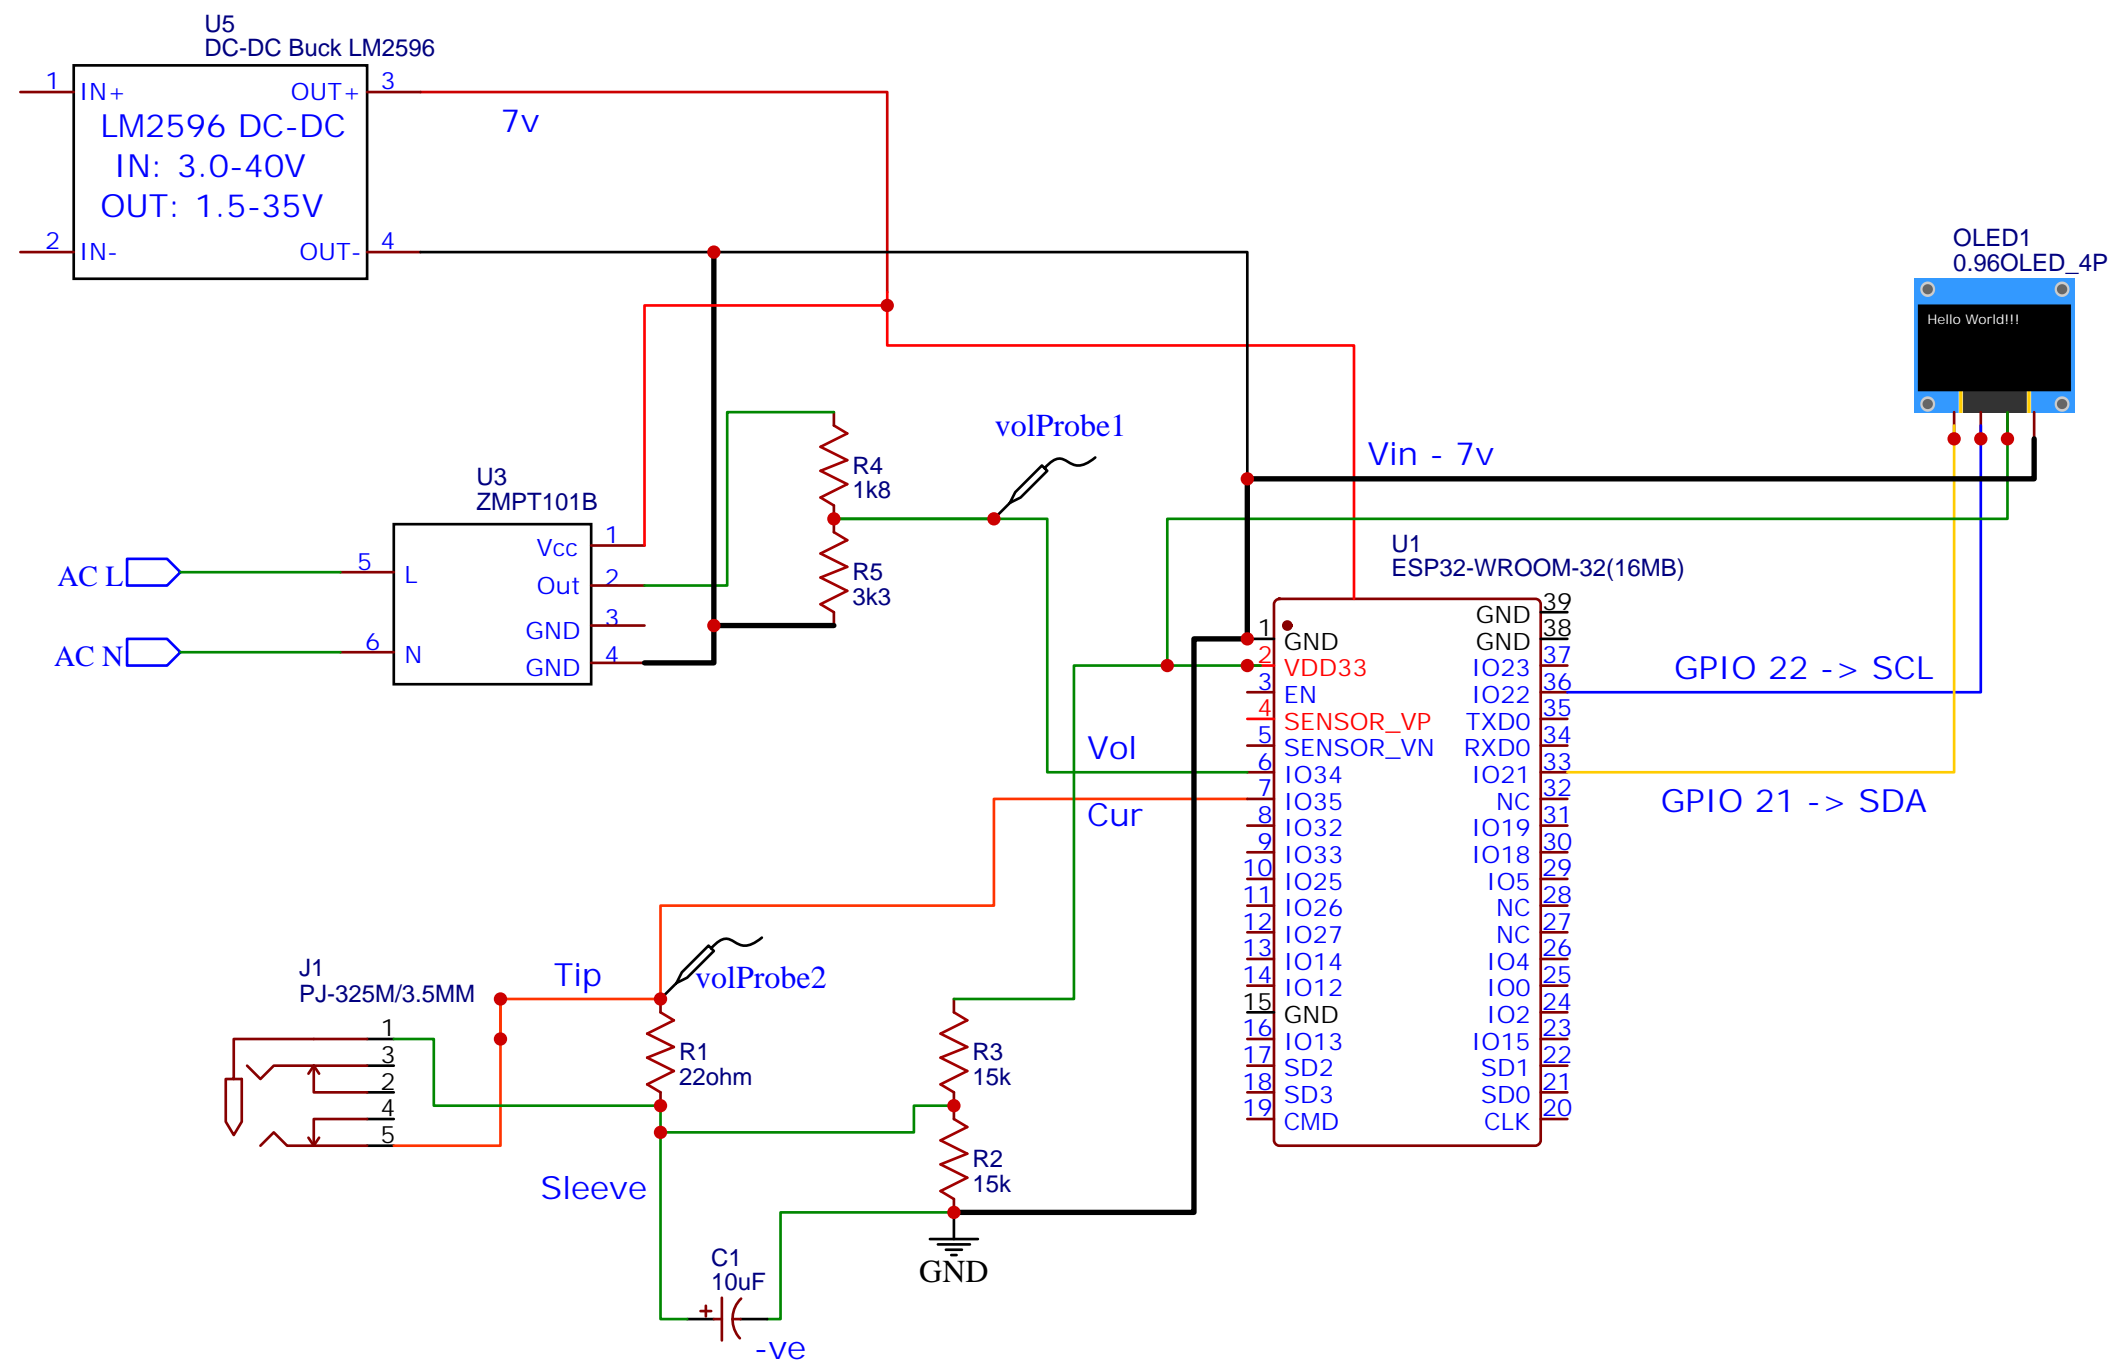 U5
DC-DC Buck LM2596
1
IN+
OUT+
3
LM2596 DC-DC
IN: 3.0-40V
OUT: 1.5-35V
2
IN-
OUT-
4
7v
OLED1
0.96OLED_4P
Hello World!!!
volProbe1
Vin - 7v
R4
1k8
R5
3k3
U3
ZMPT101B
Vcc
1
Out
2
GND
3
GND
4
AC L
5
L
AC N
6
N
U1
ESP32-WROOM-32(16MB)
GND
39
1
GND
GND
38
2
VDD33
IO23
37
3
EN
IO22
36
4
SENSOR_VP
TXD0
35
5
SENSOR_VN
RXD0
34
6
IO34
IO21
33
7
IO35
NC
32
8
IO32
IO19
31
9
IO33
IO18
30
10
IO25
IO5
29
11
IO26
NC
28
12
IO27
NC
27
13
IO14
IO4
26
14
IO12
IO0
25
15
GND
IO2
24
16
IO13
IO15
23
17
SD2
SD1
22
18
SD3
SD0
21
19
CMD
CLK
20
GPIO 22 -> SCL
GPIO 21 -> SDA
Vol
Cur
J1
PJ-325M/3.5MM
1
3
2
4
5
Tip
volProbe2
R1
22ohm
R3
15k
R2
15k
Sleeve
C1
10uF
+
-ve
GND